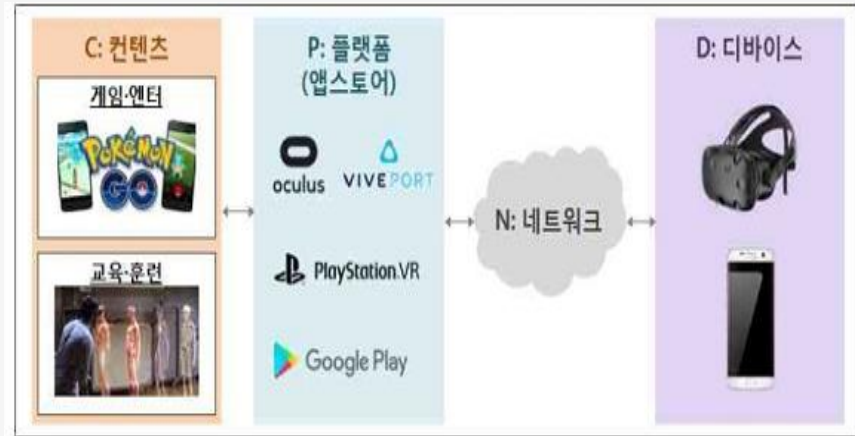 C: 컨텐츠
게임·엔터
POKÉMON
GO
교육·훈련
P: 플랫폼
(앱스토어)
oculus
VIVEPORT
PlayStation.VR
Google Play
N: 네트워크
D: 디바이스